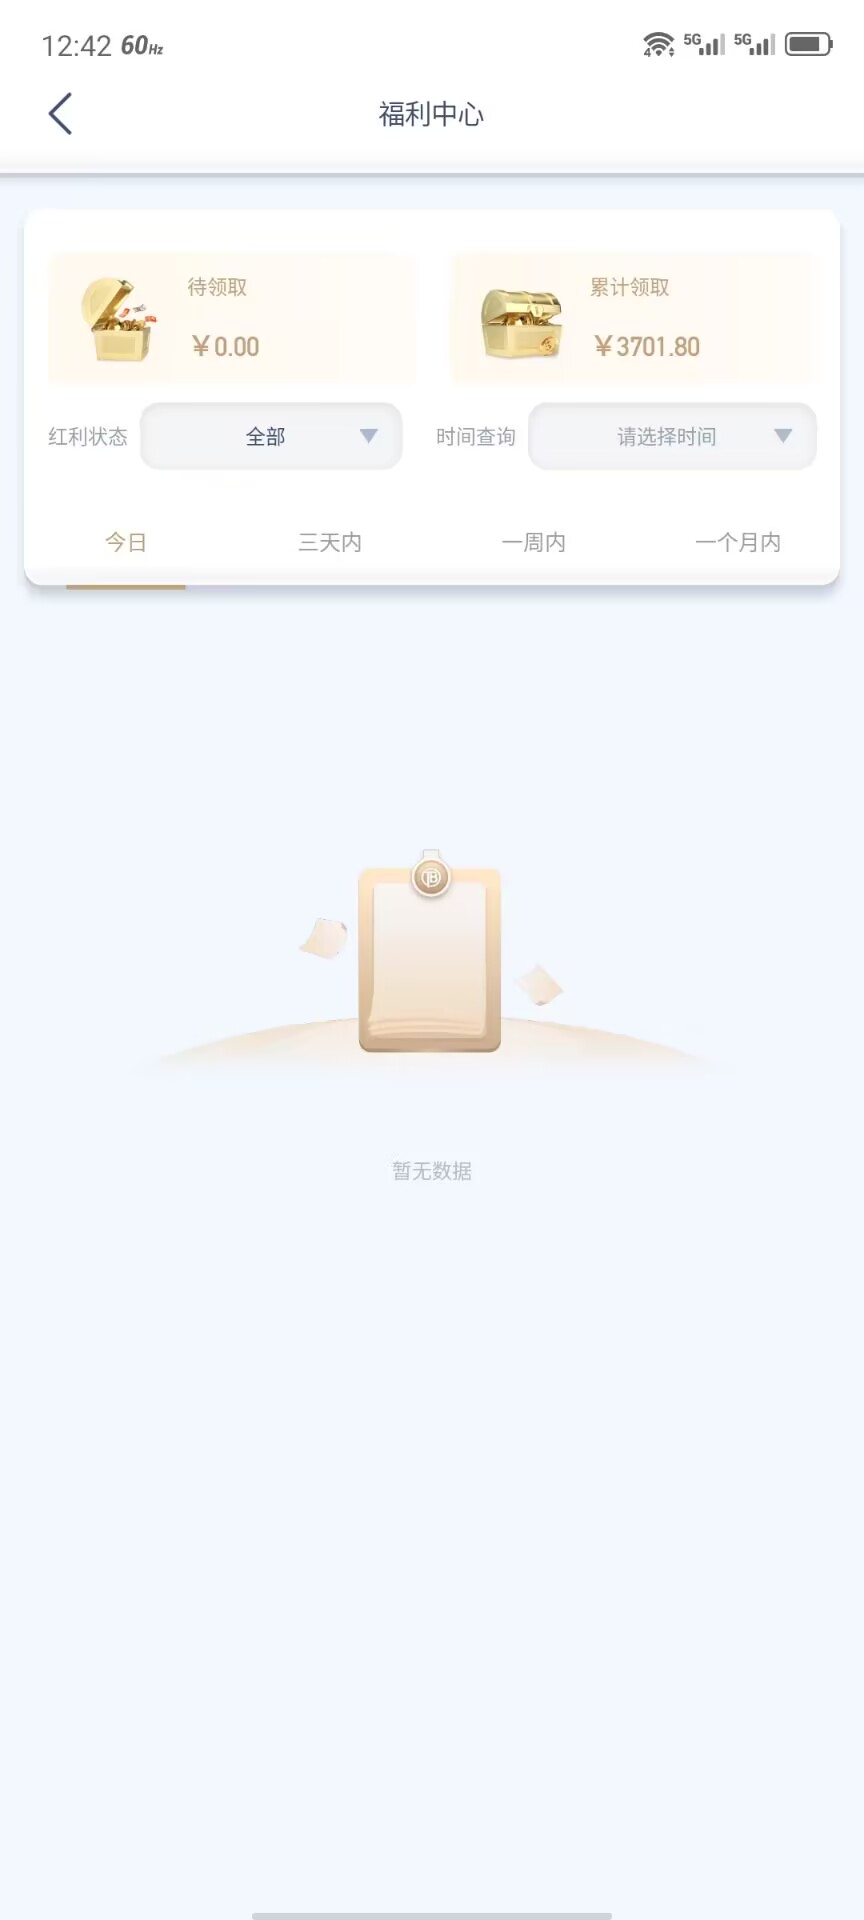 12:42 60Hz 4 5G 5G
福利中心
待领取 累计领取
￥0.00 ￥3701.80
红利状态 全部 时间查询 请选择时间
今日 三天内 一周内 一个月内
暂无数据